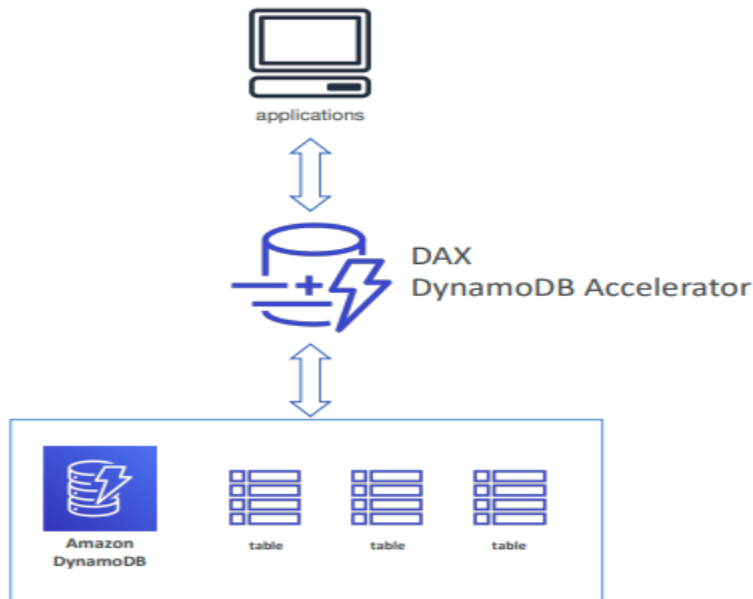 applications
DAX
DynamoDB Accelerator
Amazon
DynamoDB
table
table
table